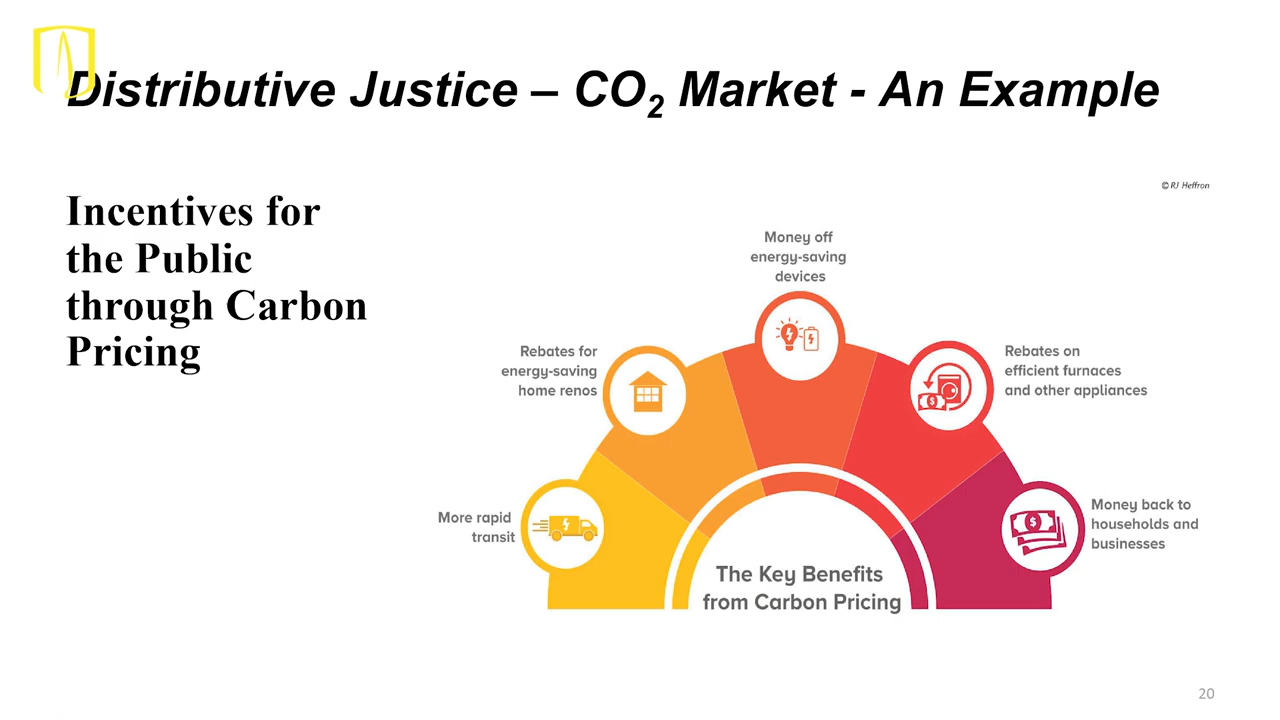 Distributive Justice – CO2 Market - An Example
© RJ Heffron
Incentives for
the Public
through Carbon
Pricing
Money off
energy-saving
devices
Rebates for
energy-saving
home renos
Rebates on
efficient furnaces
and other appliances
More rapid
transit
Money back to
households and
businesses
The Key Benefits
from Carbon Pricing
20